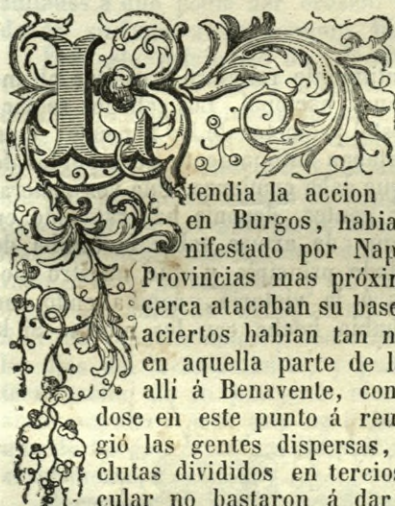 La
tendia la accion
en Burgos, habia
nifestado por Nap
Provincias mas próxim
cerca atacaban su base
aciertos habian tan n
en aquella parte de l
allí á Benavente, con
dose en este punto á reu
gió las gentes dispersas,
clutas divididos en tercios
cular no bastaron á dar